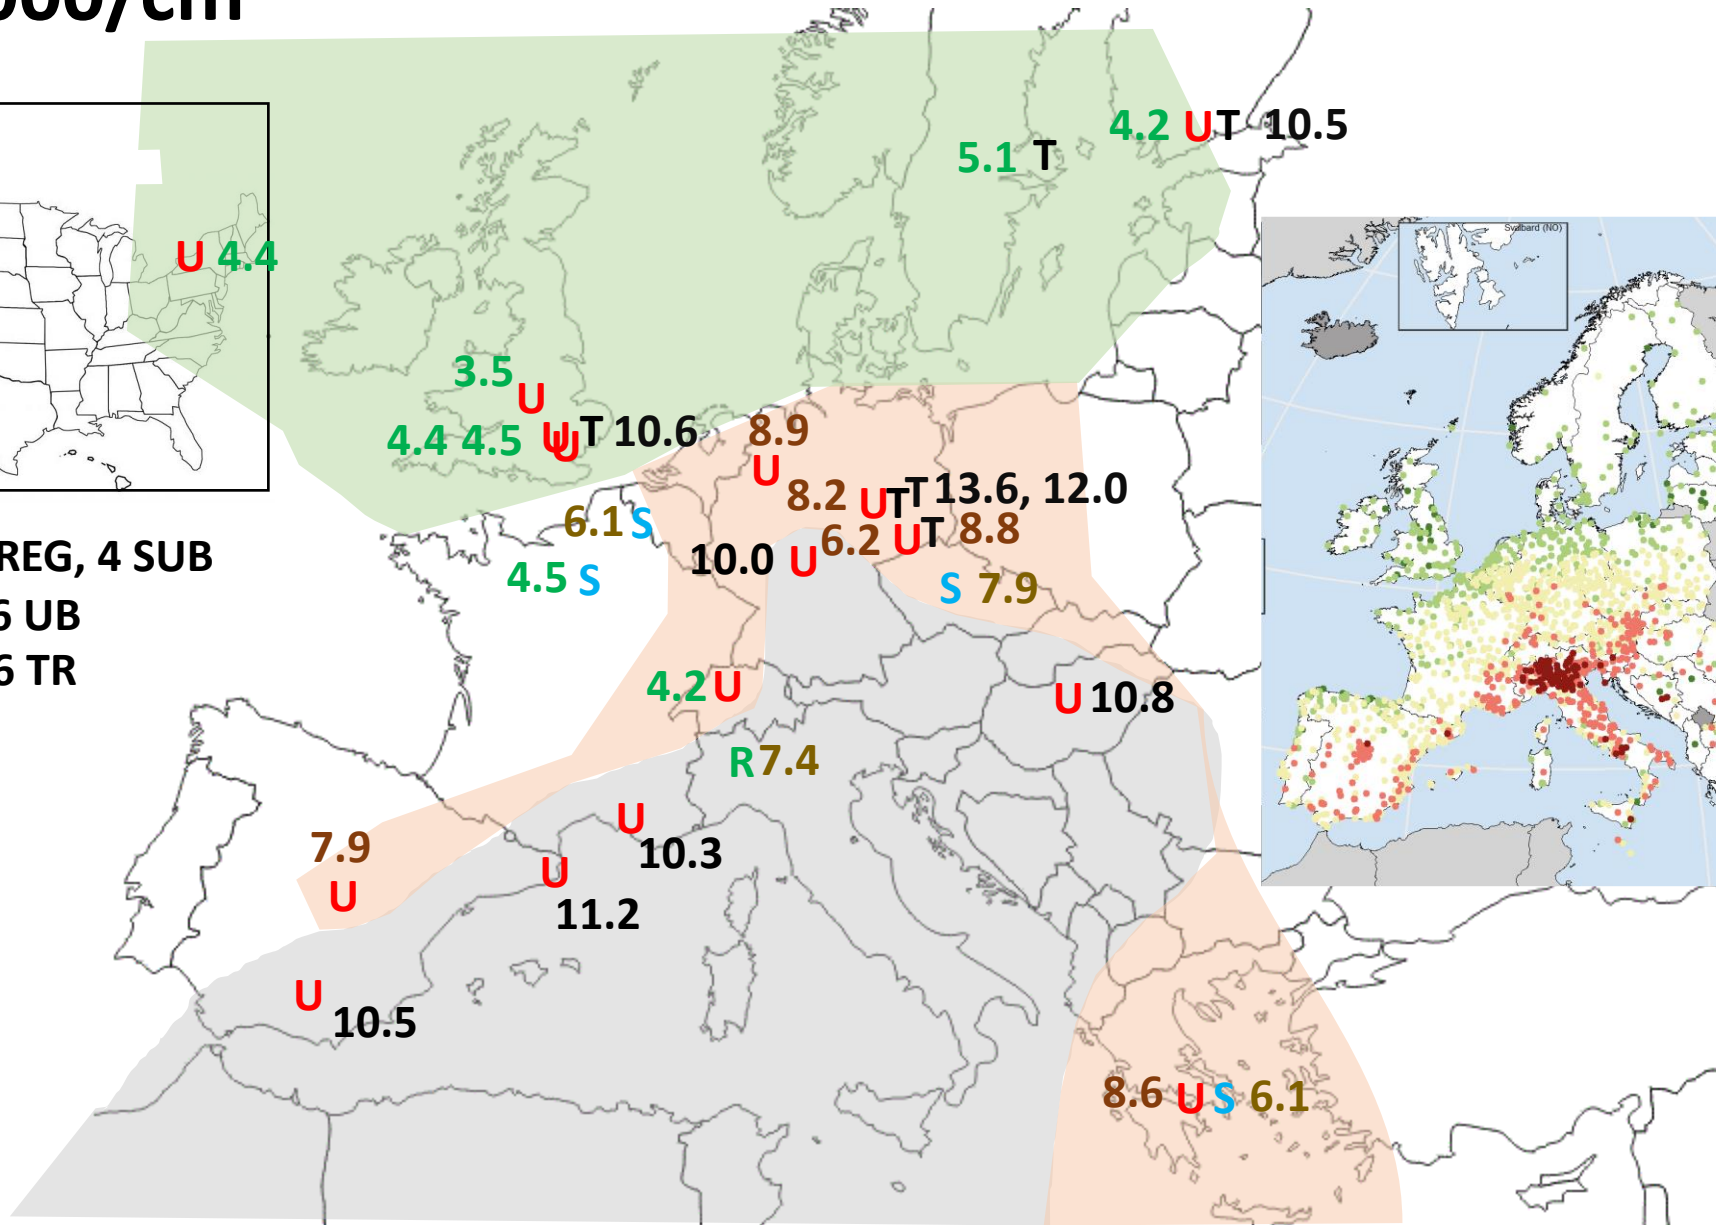 000/cm
Svalbard (NO)
4.2 U T 10.5
5.1 T
U 4.4
3.5
U
4.4 4.5 U U T 10.6
8.9
U
8.2 U T T 13.6, 12.0
6.1 S
6.2 U T 8.8
10.0 U
4.5 S
S 7.9
REG, 4 SUB
6 UB
6 TR
4.2 U
U 10.8
R 7.4
U
10.3
7.9
U
U
11.2
U
10.5
8.6 U S 6.1